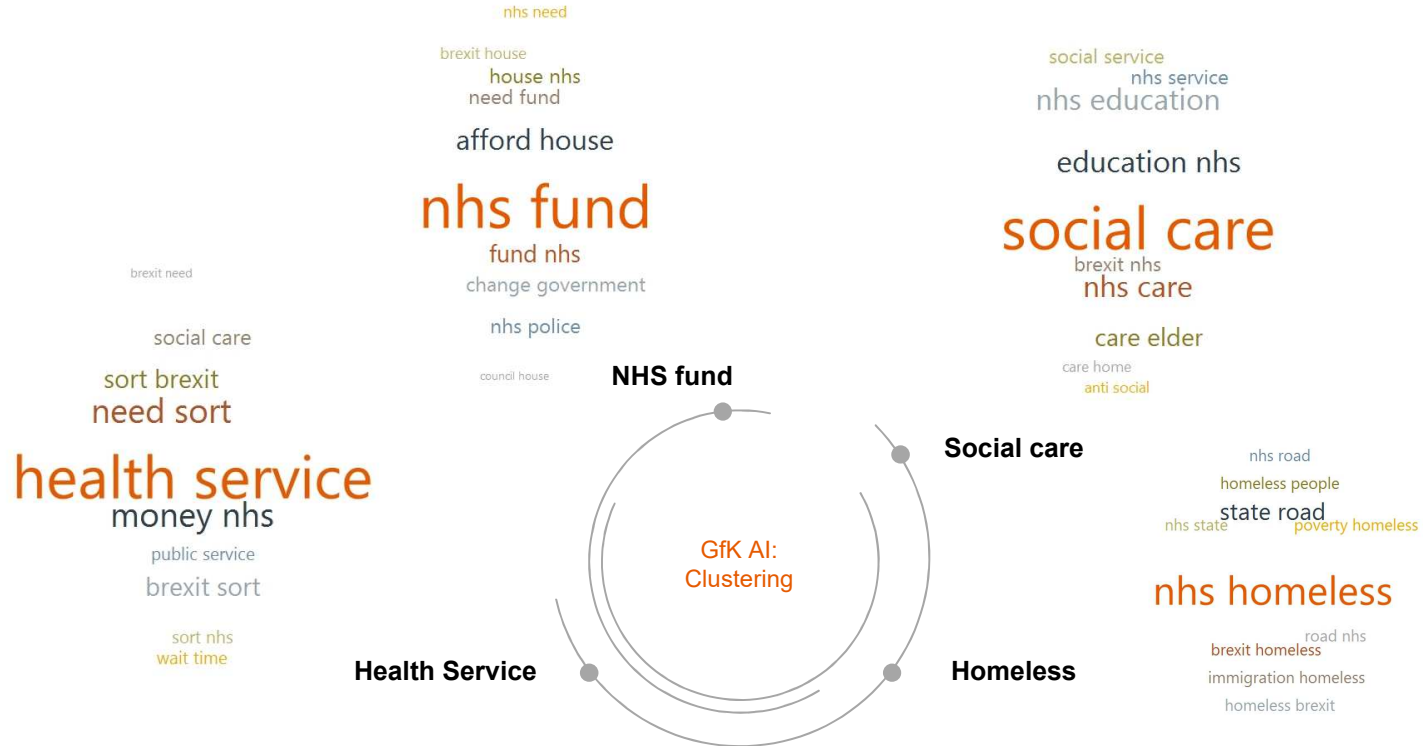 nhs need
brexit house
house nhs
need fund
afford house
nhs fund
fund nhs
change government
nhs police
council house
NHS fund
social service
nhs service
nhs education
education nhs
social care
brexit nhs
nhs care
care elder
care home
anti social
Social care
brexit need
social care
sort brexit
need sort
health service
money nhs
public service
brexit sort
sort nhs
wait time
Health Service
GfK AI:
Clustering
nhs road
homeless people
state road
nhs state poverty homeless
nhs homeless
road nhs
brexit homeless
immigration homeless
homeless brexit
Homeless